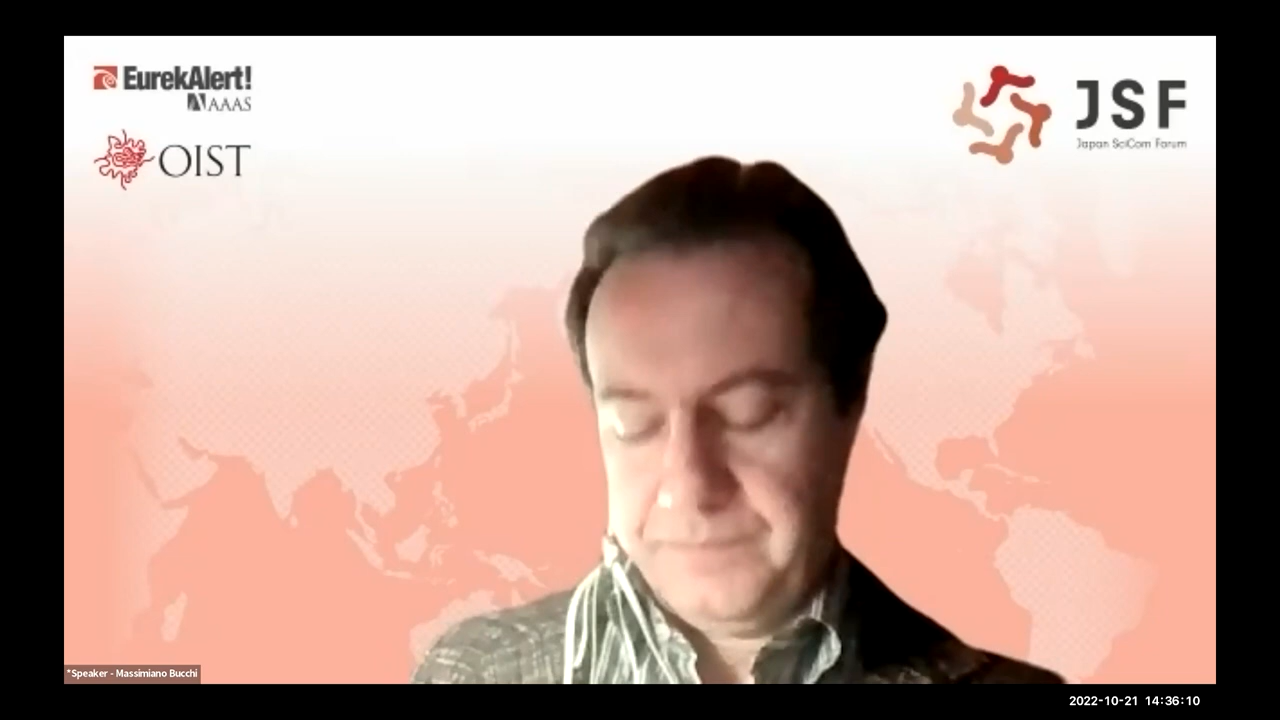 EurekAlert!
AAAS
OIST
JSF
Japan SciCom Forum
*Speaker - Massimiano Bucchi
2022-10-21 14:36:10